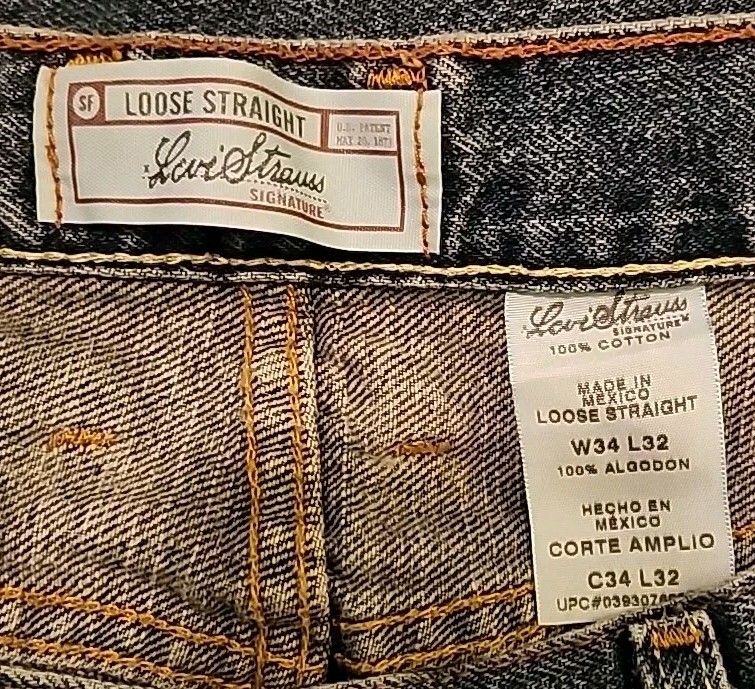 SF LOOSE STRAIGHT
U.S. PATENT
MAY 20, 1873
Levi Strauss
SIGNATURE
Levi Strauss
SIGNATURE
100% COTTON
MADE IN
MEXICO
LOOSE STRAIGHT
W34 L32
100% ALGODON
HECHO EN
MÉXICO
CORTE AMPLIO
C34 L32